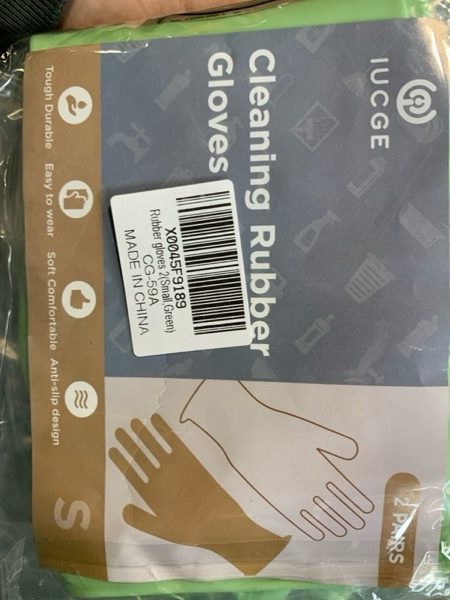 IUCGE
Cleaning Rubber
Gloves
X0045F9189
Rubber gloves 2(Small,Green)
CG-59A
MADE IN CHINA
2 PAIRS
Tough Durable
Easy to wear
Soft Comfortable
Anti-slip design
S